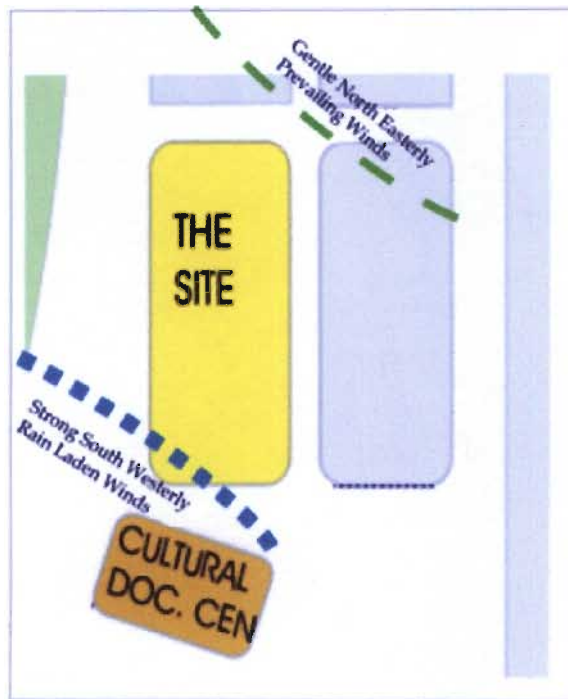 Gentle North Easterly
Prevailing Winds
THE
SITE
Strong South Westerly
Rain Laden Winds
CULTURAL
DOC. CEN